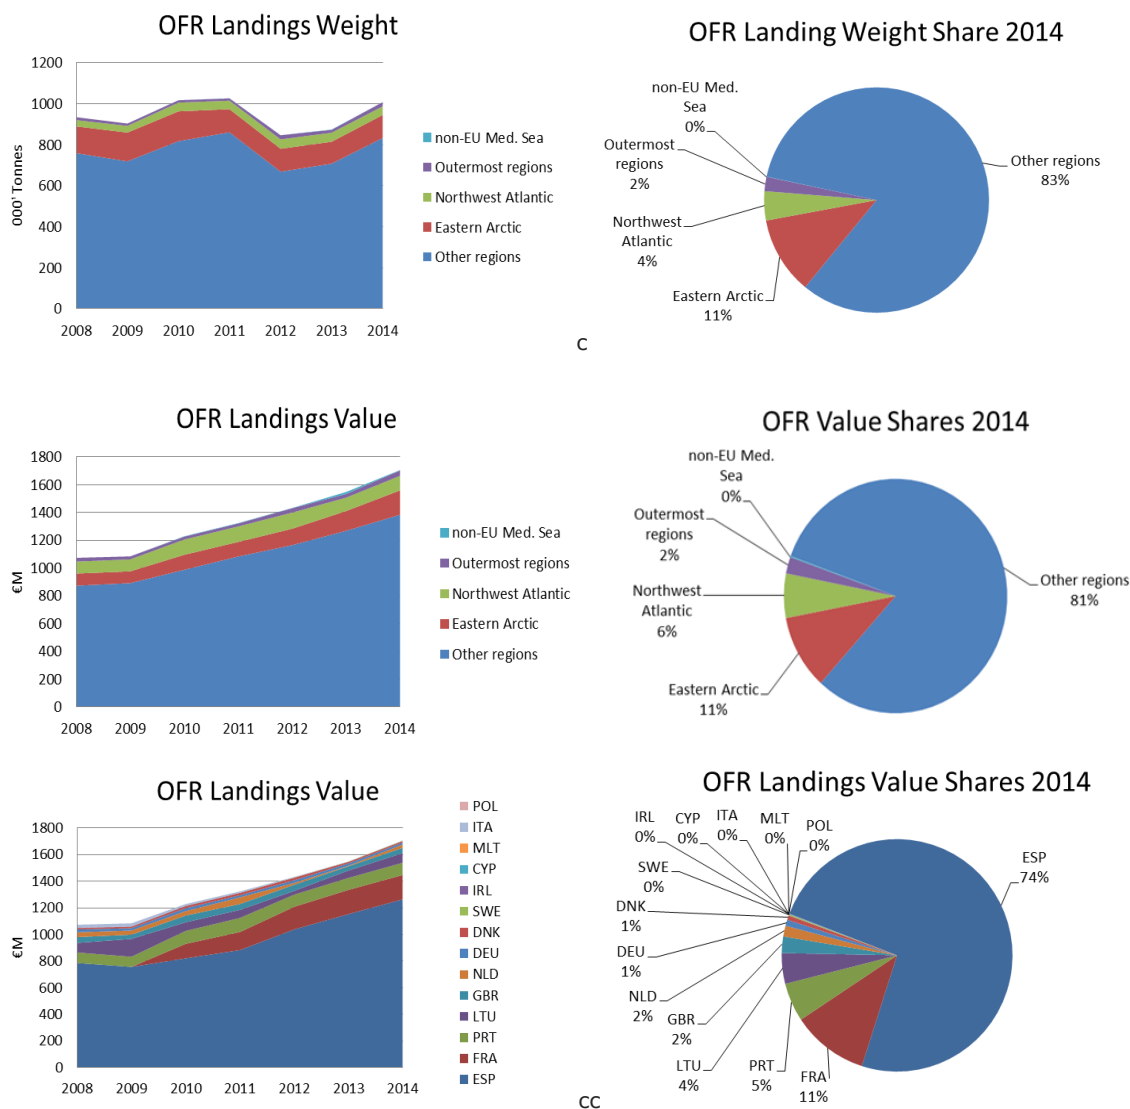 OFR Landings Weight
1200
1000
800
600
400
200
0
000' Tonnes
2008 2009 2010 2011 2012 2013 2014
non-EU Med. Sea
Outermost regions
Northwest Atlantic
Eastern Arctic
Other regions
OFR Landing Weight Share 2014
non-EU Med.
Sea
0%
Outermost
regions
2%
Northwest
Atlantic
4%
Eastern Arctic
11%
Other regions
83%
C
OFR Landings Value
1800
1600
1400
1200
1000
800
600
400
200
0
€M
2008 2009 2010 2011 2012 2013 2014
non-EU Med. Sea
Outermost regions
Northwest Atlantic
Eastern Arctic
Other regions
OFR Value Shares 2014
non-EU Med.
Sea
0%
Outermost
regions
2%
Northwest
Atlantic
6%
Eastern Arctic
11%
Other regions
81%
OFR Landings Value
1800
1600
1400
1200
1000
800
600
400
200
0
€M
2008 2009 2010 2011 2012 2013 2014
POL
ITA
MLT
CYP
IRL
SWE
DNK
DEU
NLD
GBR
LTU
PRT
FRA
ESP
OFR Landings Value Shares 2014
IRL
0%
CYP
0%
ITA
0%
MLT
0%
POL
0%
SWE
0%
DNK
1%
DEU
1%
NLD
2%
GBR
2%
LTU
4%
PRT
5%
FRA
11%
ESP
74%
CC